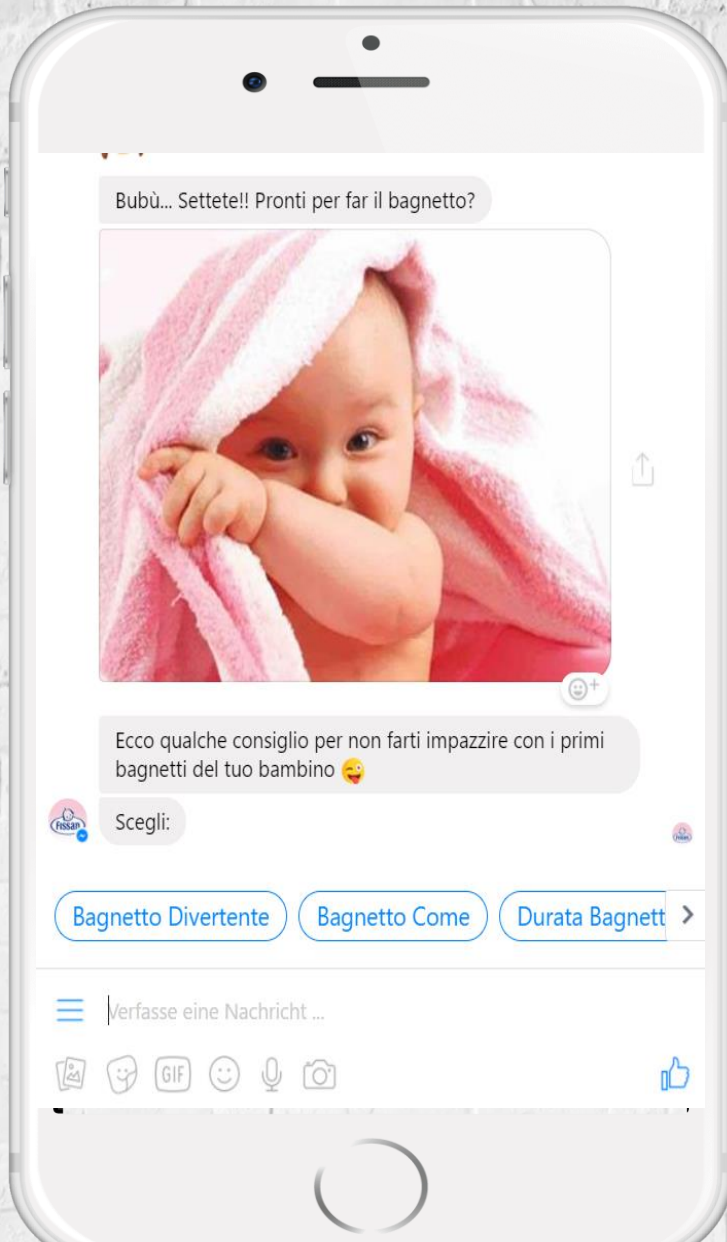 Bubù... Settete!! Pronti per far il bagnetto?
Ecco qualche consiglio per non farti impazzire con i primi
bagnetti del tuo bambino 😜
FISSAN
Scegli:
Bagnetto Divertente
Bagnetto Come
Durata Bagnett
Verfasse eine Nachricht ...
GIF